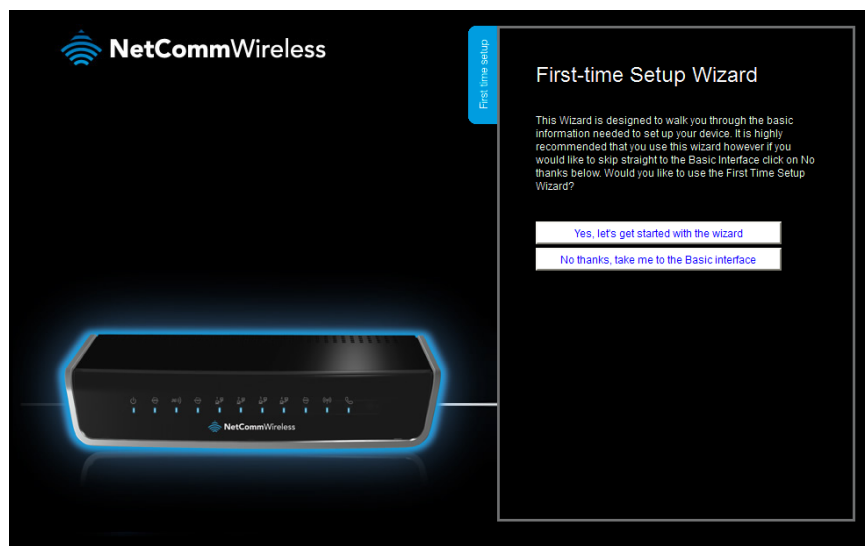 NetCommWireless
First time setup
First-time Setup Wizard
This Wizard is designed to walk you through the basic
information needed to set up your device. It is highly
recommended that you use this wizard however if you
would like to skip straight to the Basic Interface click on No
thanks below. Would you like to use the First Time Setup
Wizard?
Yes, let's get started with the wizard
No thanks, take me to the Basic interface
NetCommWireless